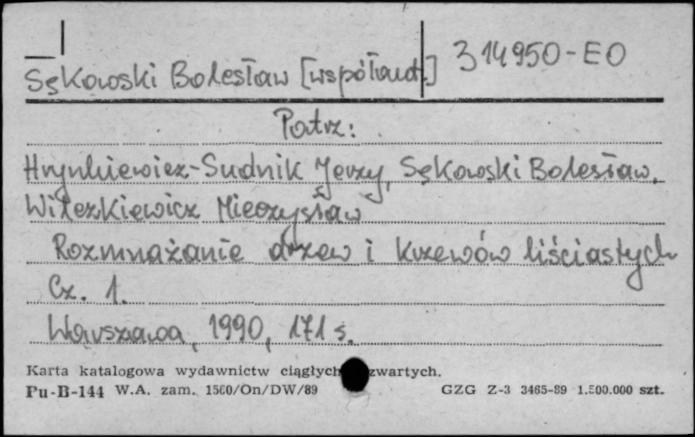 Sękowski Bolesław [współaut.] 314950-EO
Patrz:
Hrynkiewicz-Sudnik Jerzy, Sękowski Bolesław,
Wilczkiewicz Mieczysław
Rozmnażanie drzew i krzewów liściastych
Cz. 1.
Warszawa, 1990, 171 s.
Karta katalogowa wydawnictw ciągłych zwartych.
Pu-B-144 W.A. zam. 1500/On/DW/89 GZG Z-3 3465-89 1.500.000 szt.